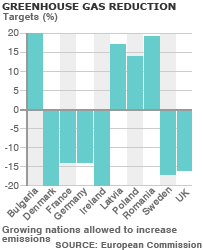 GREENHOUSE GAS REDUCTION
Targets (%)
20
15
10
5
0
-5
-10
-15
-20
Bulgaria
Denmark
France
Germany
Ireland
Latvia
Poland
Romania
Sweden
UK
Growing nations allowed to increase
emissions
SOURCE: European Commission